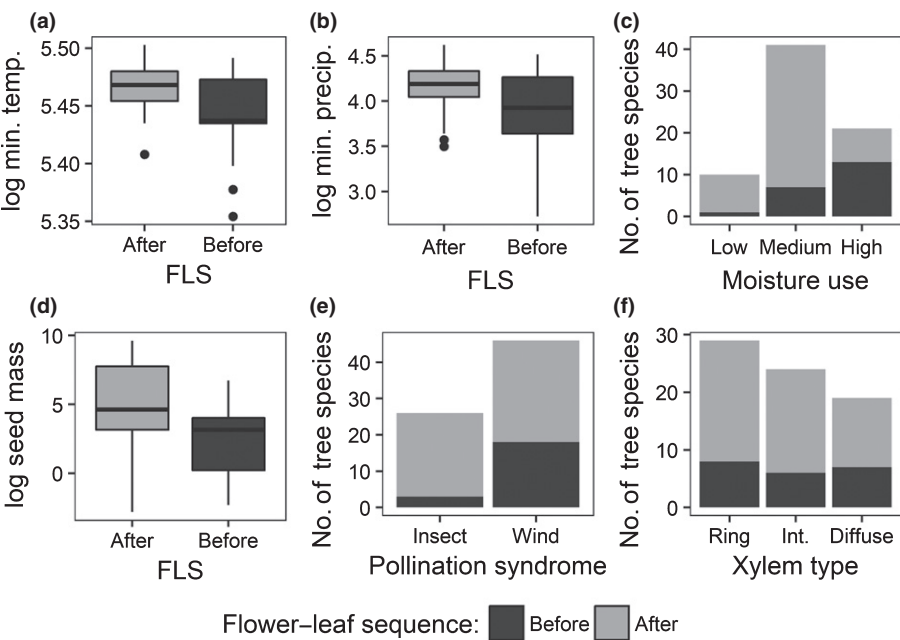 (a)
log min. temp.
5.50
5.45
5.40
5.35
After Before
FLS
(b)
log min. precip.
4.5
4.0
3.5
3.0
After Before
FLS
(c)
No. of tree species
40
30
20
10
0
Low Medium High
Moisture use
(d)
log seed mass
10
5
0
After Before
FLS
(e)
No. of tree species
40
30
20
10
0
Insect Wind
Pollination syndrome
(f)
No. of tree species
30
20
10
0
Ring Int. Diffuse
Xylem type
Flower–leaf sequence: Before After